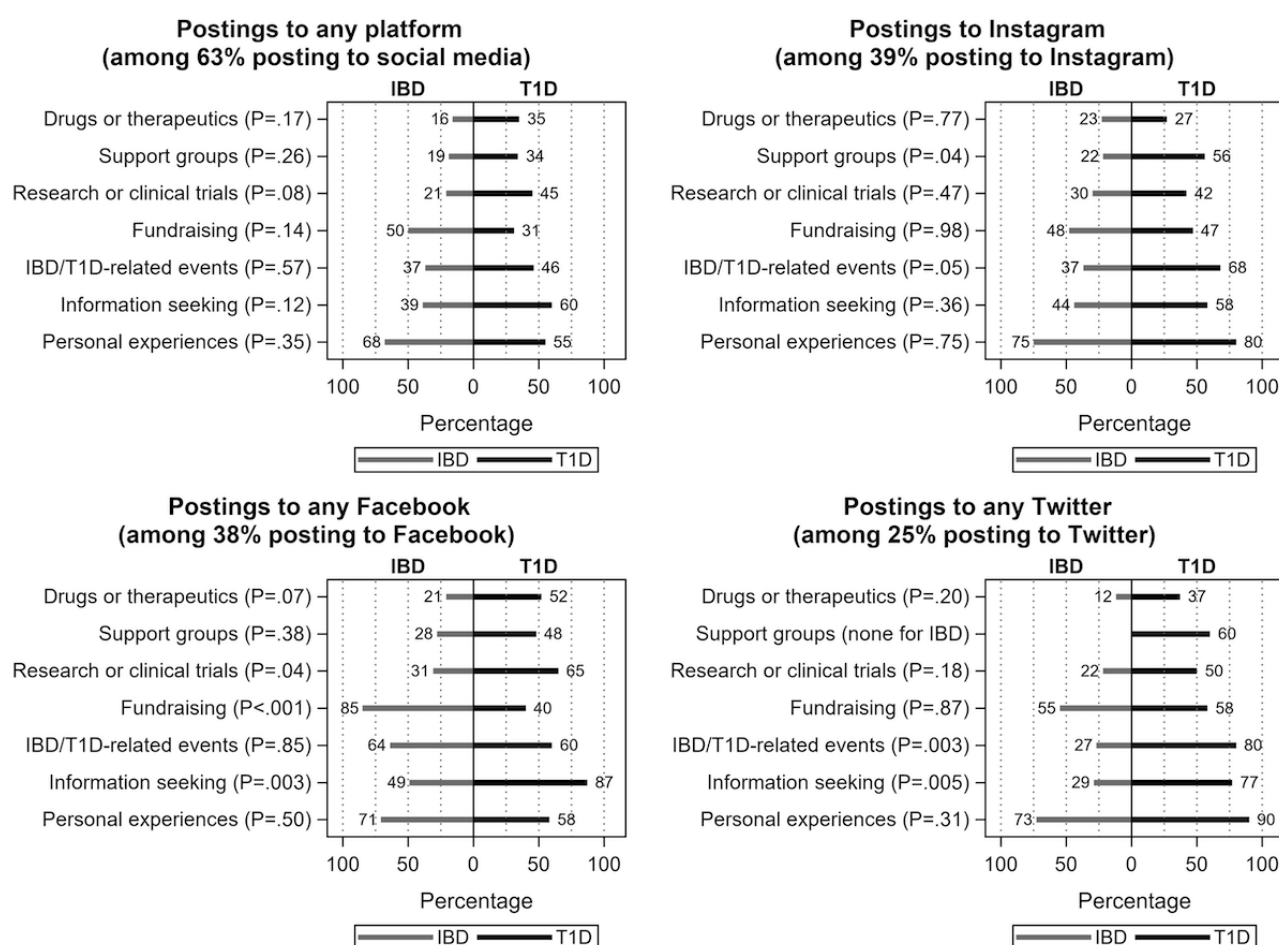 Postings to any platform
(among 63% posting to social media)
IBD T1D
Drugs or therapeutics (P=.17) 16 35
Support groups (P=.26) 19 34
Research or clinical trials (P=.08) 21 45
Fundraising (P=.14) 50 31
IBD/T1D-related events (P=.57) 37 46
Information seeking (P=.12) 39 60
Personal experiences (P=.35) 68 55
100 50 0 50 100
Percentage
IBD T1D
Postings to Instagram
(among 39% posting to Instagram)
IBD T1D
Drugs or therapeutics (P=.77) 23 27
Support groups (P=.04) 22 56
Research or clinical trials (P=.47) 30 42
Fundraising (P=.98) 48 47
IBD/T1D-related events (P=.05) 37 68
Information seeking (P=.36) 44 58
Personal experiences (P=.75) 75 80
100 50 0 50 100
Percentage
IBD T1D
Postings to any Facebook
(among 38% posting to Facebook)
IBD T1D
Drugs or therapeutics (P=.07) 21 52
Support groups (P=.38) 28 48
Research or clinical trials (P=.04) 31 65
Fundraising (P<.001) 85 40
IBD/T1D-related events (P=.85) 64 60
Information seeking (P=.003) 49 87
Personal experiences (P=.50) 71 58
100 50 0 50 100
Percentage
IBD T1D
Postings to any Twitter
(among 25% posting to Twitter)
IBD T1D
Drugs or therapeutics (P=.20) 12 37
Support groups (none for IBD) 60
Research or clinical trials (P=.18) 22 50
Fundraising (P=.87) 55 58
IBD/T1D-related events (P=.003) 27 80
Information seeking (P=.005) 29 77
Personal experiences (P=.31) 73 90
100 50 0 50 100
Percentage
IBD T1D